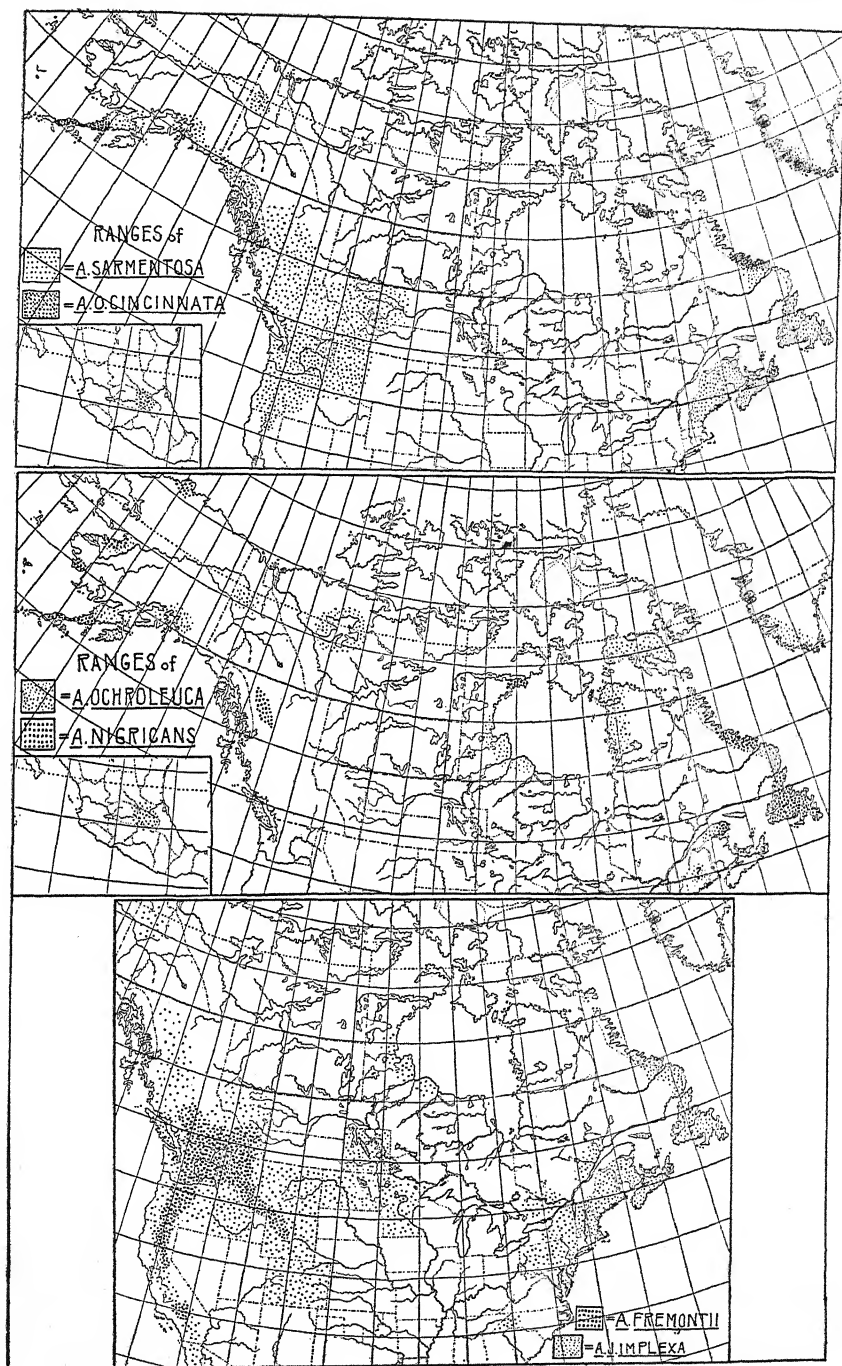 RANGES of
=A.SARMENTOSA
=A.O.CINCINNATA
RANGES of
=A.OCHROLEUCA
=A.NIGRICANS
=A.FREMONTII
=A.J.IMPLEXA